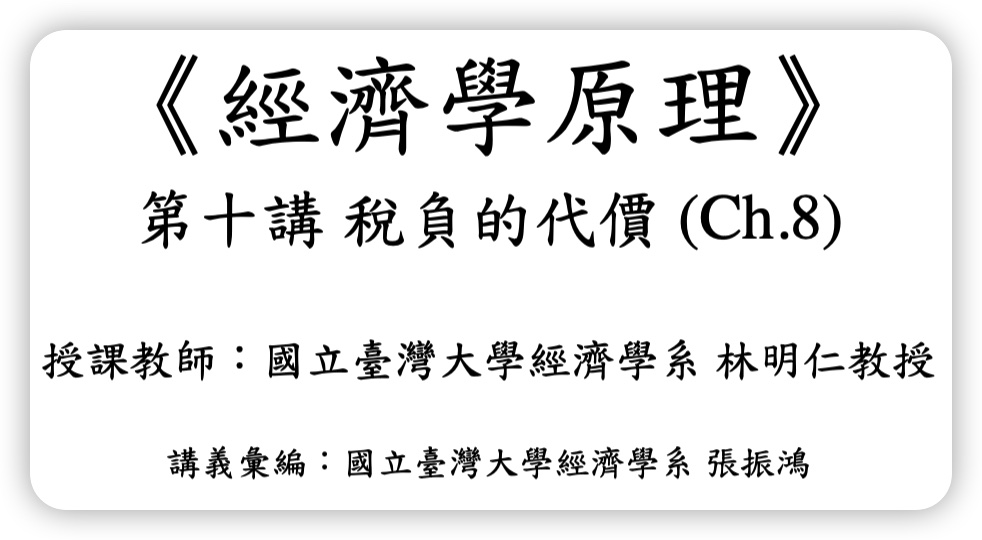 《經濟學原理》
第十講 稅負的代價 (Ch.8)
授課教師：國立臺灣大學經濟學系 林明仁教授
講義彙編：國立臺灣大學經濟學系 張振鴻